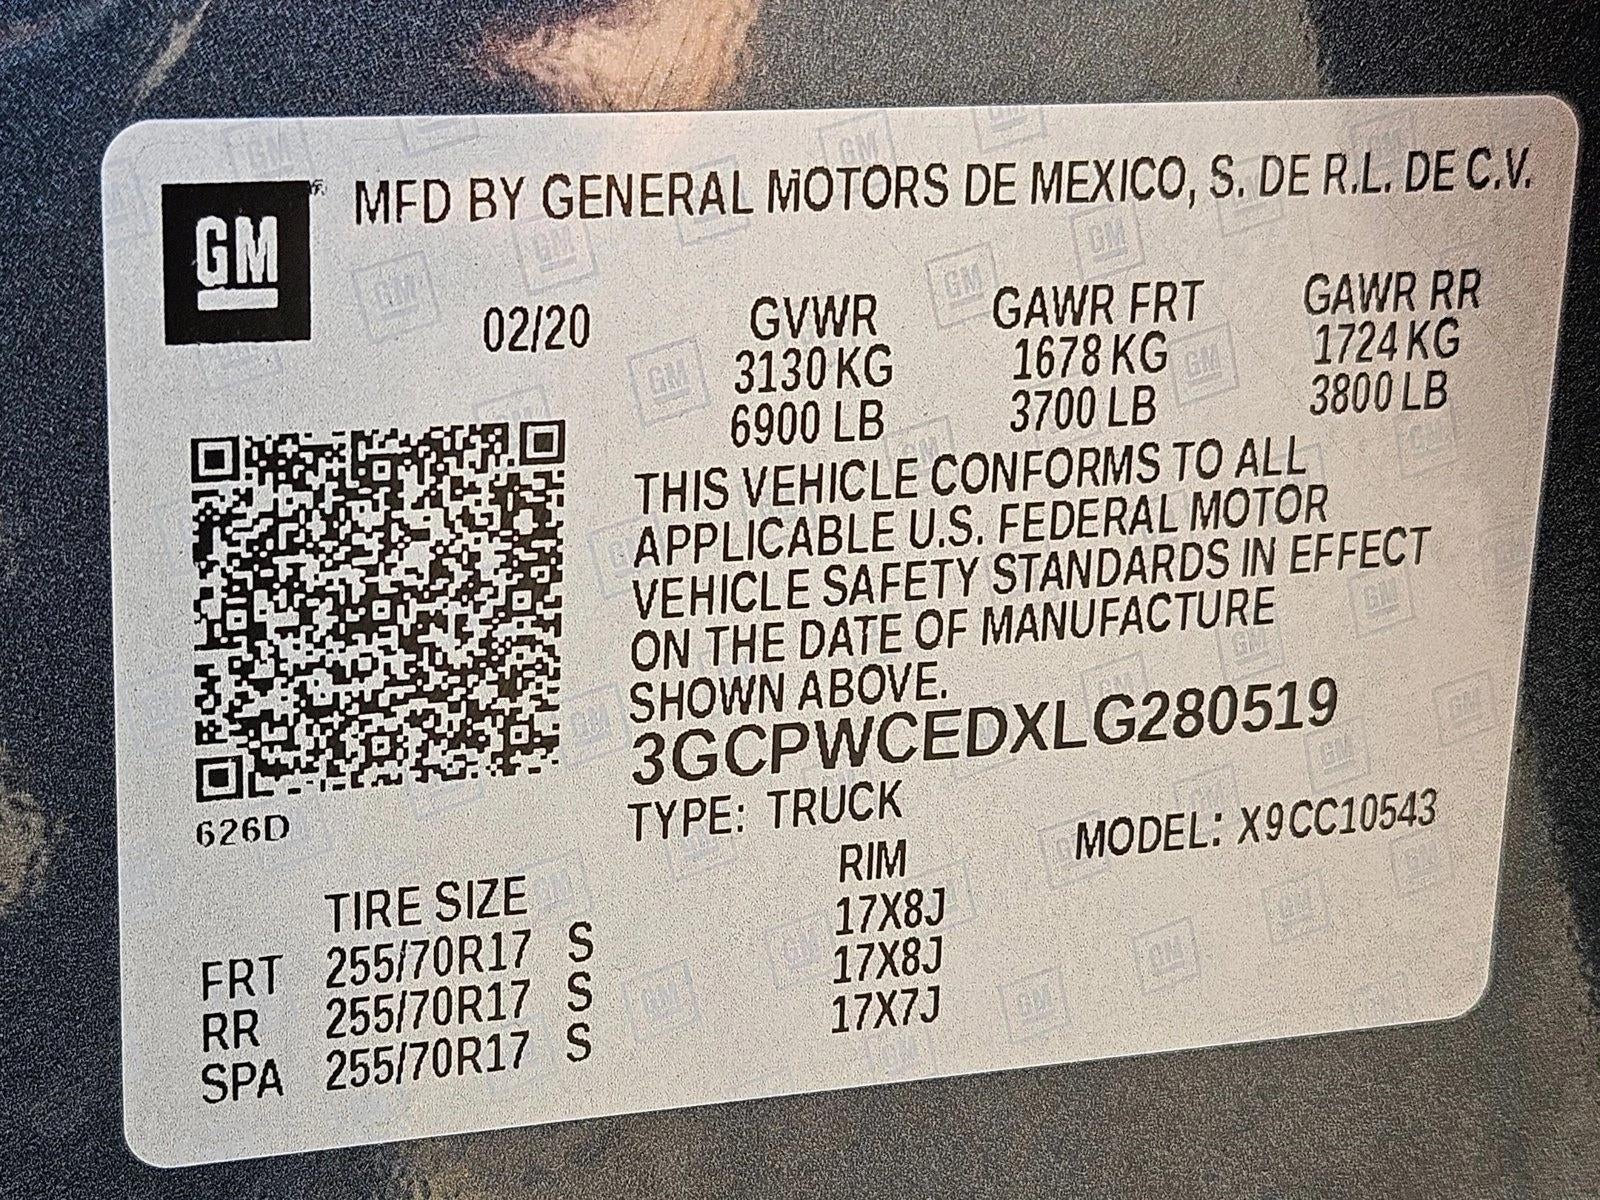 GM® MFD BY GENERAL MOTORS DE MEXICO, S. DE R.L. DE C.V.
02/20 GVWR GAWR FRT GAWR RR
3130 KG 1678 KG 1724 KG
6900 LB 3700 LB 3800 LB
THIS VEHICLE CONFORMS TO ALL
APPLICABLE U.S. FEDERAL MOTOR
VEHICLE SAFETY STANDARDS IN EFFECT
ON THE DATE OF MANUFACTURE
SHOWN ABOVE.
3GCPWCEDXLG280519
626D
TYPE: TRUCK MODEL: X9CC10543
TIRE SIZE RIM
FRT 255/70R17 S 17X8J
RR 255/70R17 S 17X8J
SPA 255/70R17 S 17X7J